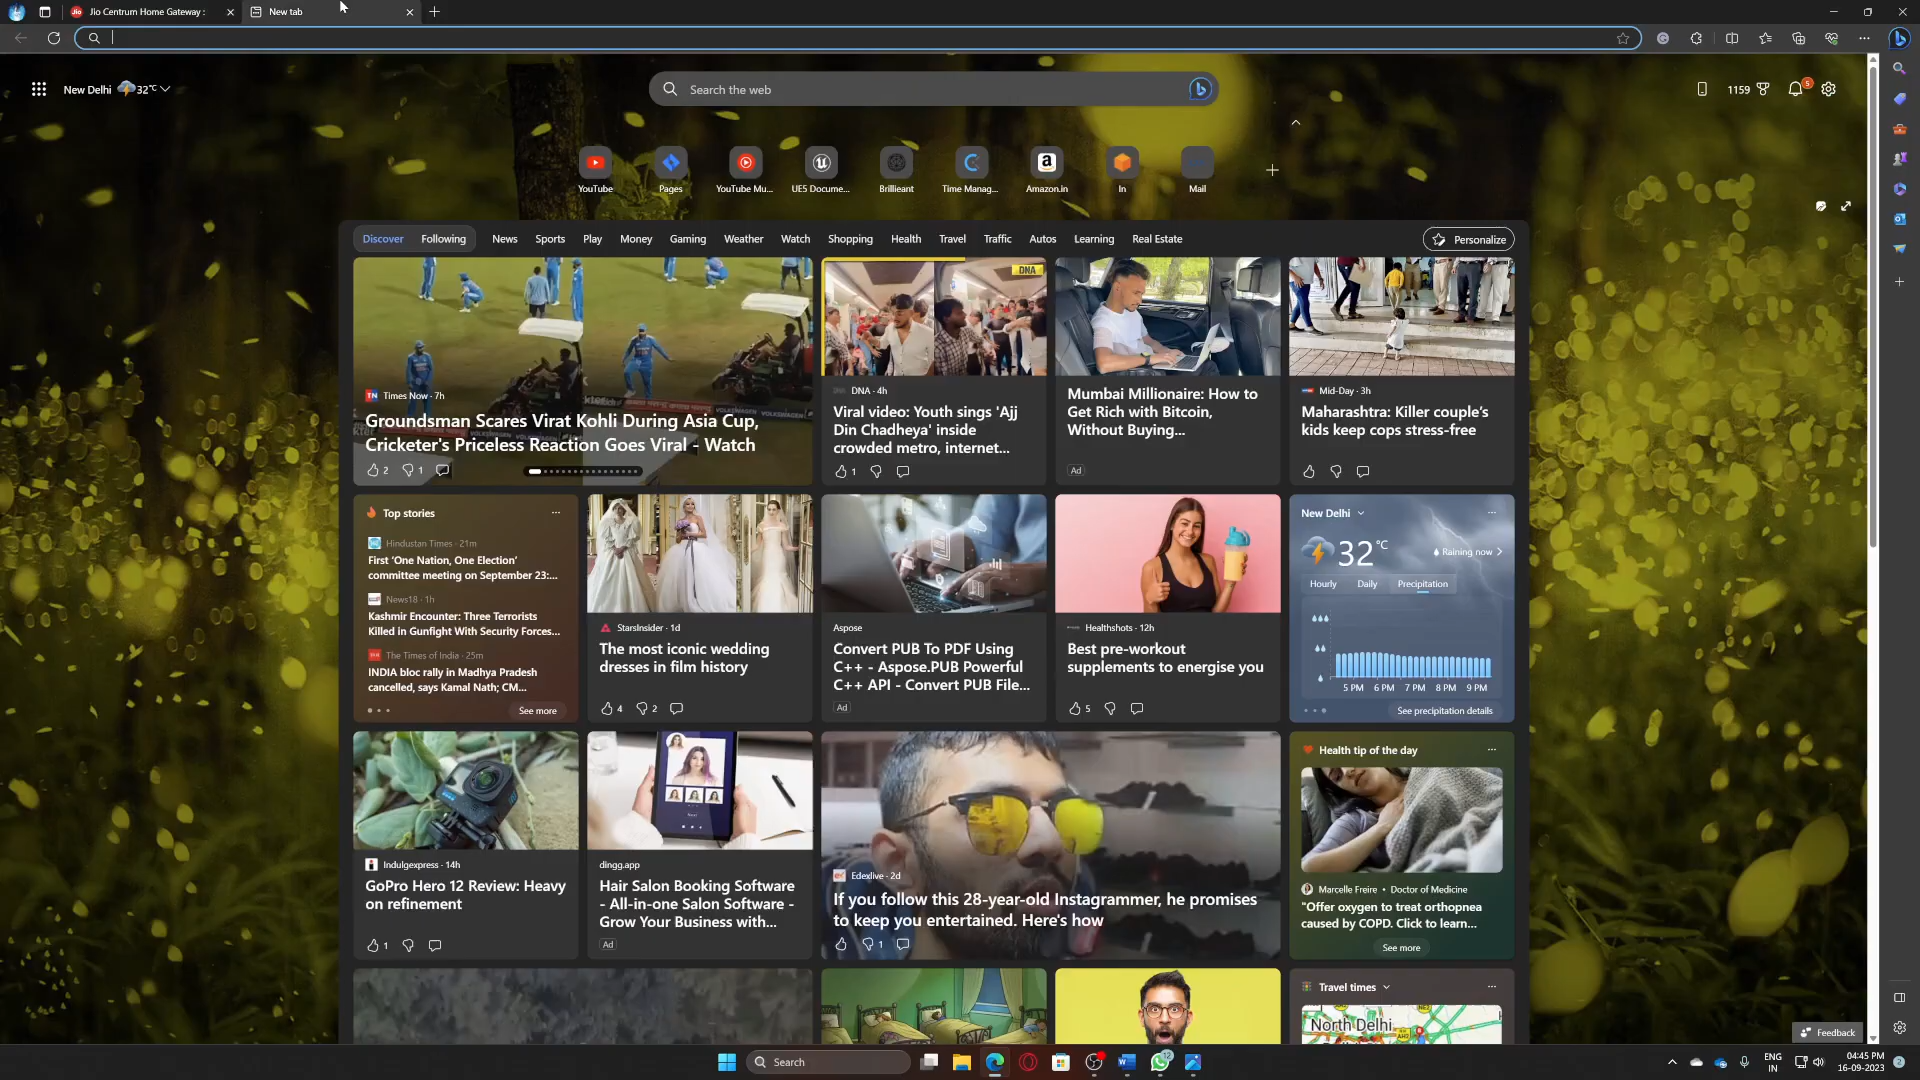 Jio Centrum Home Gateway :
New tab
New Delhi 32°C
Search the web
1159
5
YouTube
Pages
YouTube Mu...
UE5 Docume...
Brillieant
Time Manag...
Amazon.in
In
Mail
Discover
Following
News
Sports
Play
Money
Gaming
Weather
Watch
Shopping
Health
Travel
Traffic
Autos
Learning
Real Estate
Personalize
Times Now · 7h
Groundsman Scares Virat Kohli During Asia Cup,
Cricketer's Priceless Reaction Goes Viral - Watch
2
1
DNA
DNA · 4h
Viral video: Youth sings 'Ajj
Din Chadheya' inside
crowded metro, internet...
1
Mumbai Millionaire: How to
Get Rich with Bitcoin,
Without Buying...
Ad
Mid-Day · 3h
Maharashtra: Killer couple's
kids keep cops stress-free
Top stories
Hindustan Times · 21m
First 'One Nation, One Election'
committee meeting on September 23:...
News18 · 1h
Kashmir Encounter: Three Terrorists
Killed in Gunfight With Security Forces...
The Times of India · 25m
INDIA bloc rally in Madhya Pradesh
cancelled, says Kamal Nath; CM...
See more
StarsInsider · 1d
The most iconic wedding
dresses in film history
4
2
Aspose
Convert PUB To PDF Using
C++ - Aspose.PUB Powerful
C++ API - Convert PUB File...
Ad
Healthshots · 12h
Best pre-workout
supplements to energise you
5
New Delhi
32°C
Raining now
Hourly
Daily
Precipitation
5 PM 6 PM 7 PM 8 PM 9 PM
See precipitation details
Indulgexpress · 14h
GoPro Hero 12 Review: Heavy
on refinement
1
dingg.app
Hair Salon Booking Software
- All-in-one Salon Software -
Grow Your Business with...
Ad
Edexlive · 2d
If you follow this 28-year-old Instagrammer, he promises
to keep you entertained. Here's how
1
Health tip of the day
Marcelle Freire • Doctor of Medicine
"Offer oxygen to treat orthopnea
caused by COPD. Click to learn...
See more
Travel times
North Delhi
Feedback
Search
12
ENG
IN
04:45 PM
16-09-2023
2